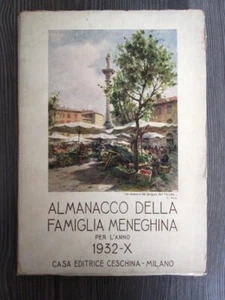 ALMANACCO DELLA
FAMIGLIA MENEGHINA
PER L'ANNO
1932-X
CASA EDITRICE CESCHINA - MILANO